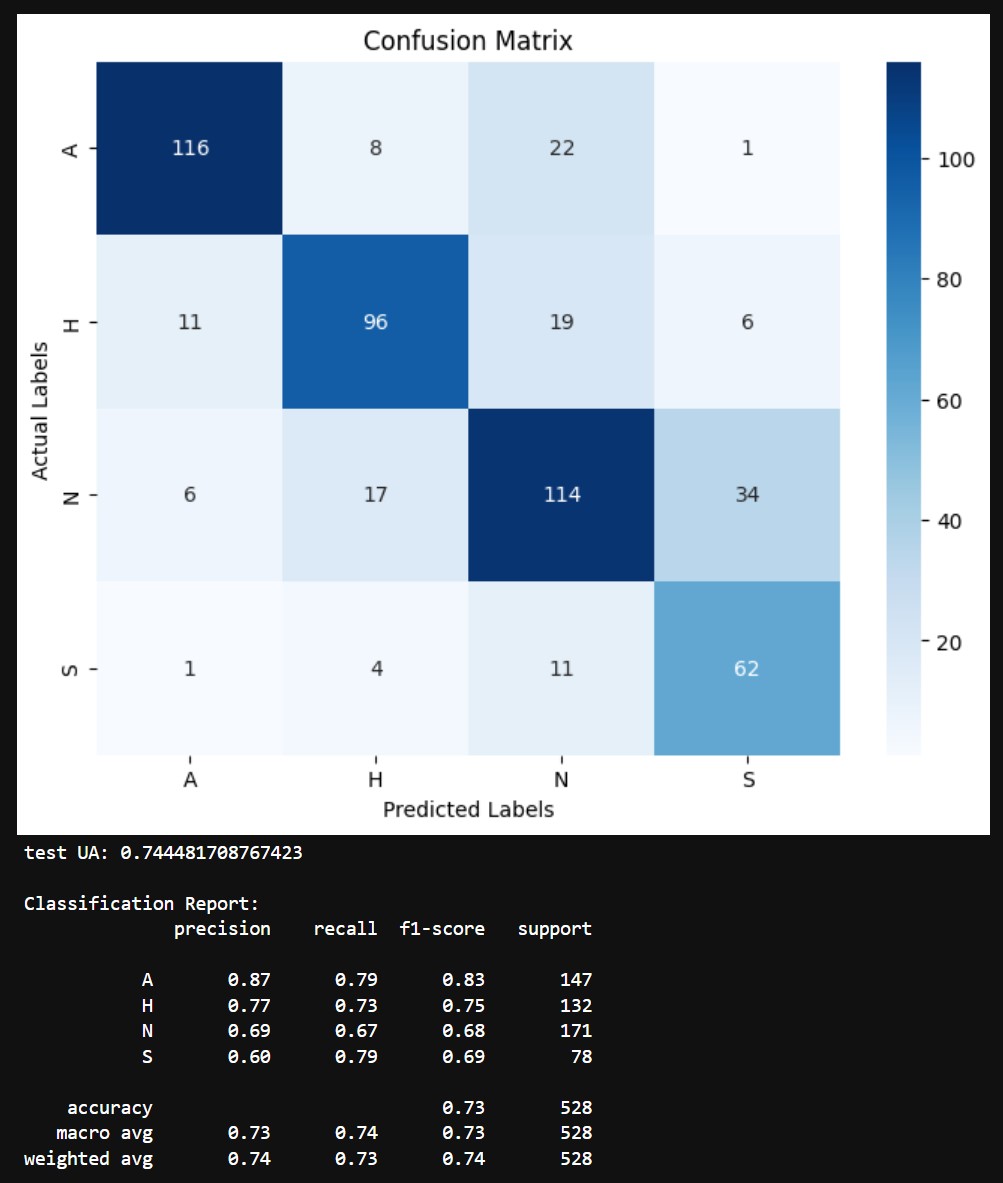 Confusion Matrix
A 116 8 22 1
H 11 96 19 6
N 6 17 114 34
S 1 4 11 62
A H N S
Predicted Labels
Actual Labels
100
80
60
40
20
test UA: 0.744481708767423
Classification Report:
precision recall f1-score support
A 0.87 0.79 0.83 147
H 0.77 0.73 0.75 132
N 0.69 0.67 0.68 171
S 0.60 0.79 0.69 78
accuracy 0.73 528
macro avg 0.73 0.74 0.73 528
weighted avg 0.74 0.73 0.74 528